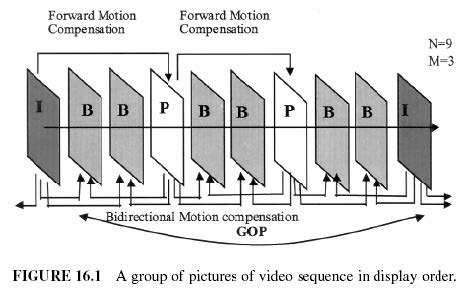 Forward Motion Compensation
Forward Motion Compensation
N=9
M=3
I B B P B B P B B I
Bidirectional Motion compensation
GOP
FIGURE 16.1 A group of pictures of video sequence in display order.